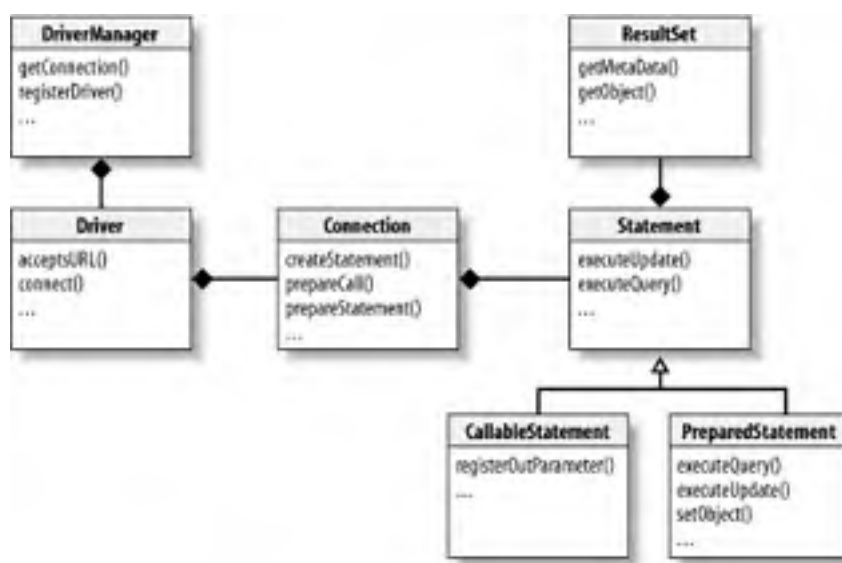 DriverManager
getConnection()
registerDriver()
...
ResultSet
getMetaData()
getObject()
...
Driver
acceptsURL()
connect()
...
Connection
createStatement()
prepareCall()
prepareStatement()
...
Statement
executeUpdate()
executeQuery()
...
CallableStatement
registerOutParameter()
...
PreparedStatement
executeQuery()
executeUpdate()
setObject()
...